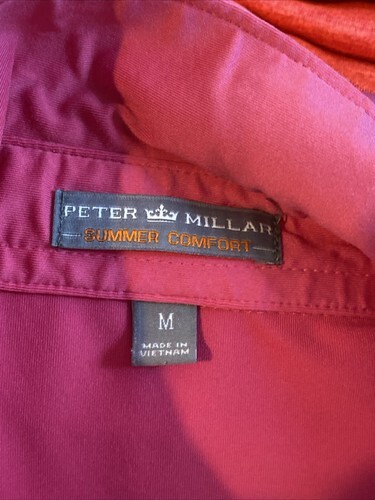 PETER MILLAR
SUMMER COMFORT
M
MADE IN
VIETNAM